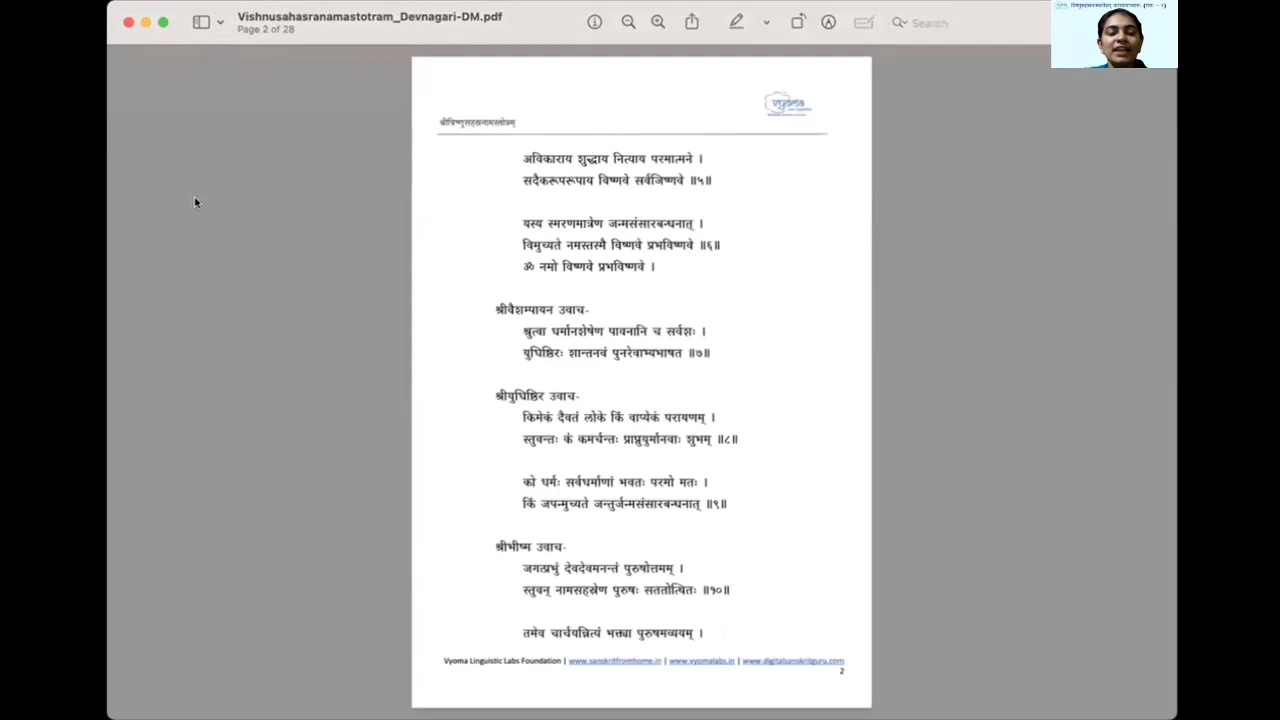 Vishnusahasranamastotram_Devnagari-DM.pdf
Page 2 of 28
Search
vyoma
श्रीविष्णुसहस्रनामस्तोत्रम्
अविकाराय शुद्धाय नित्याय परमात्मने ।
सदैकरूपरूपाय विष्णवे सर्वजिष्णवे ॥५॥
यस्य स्मरणमात्रेण जन्मसंसारबन्धनात् ।
विमुच्यते नमस्तस्मै विष्णवे प्रभविष्णवे ॥६॥
ॐ नमो विष्णवे प्रभविष्णवे ।
श्रीवैशम्पायन उवाच-
श्रुत्वा धर्मानशेषेण पावनानि च सर्वशः ।
युधिष्ठिरः शान्तनवं पुनरेवाभ्यभाषत ॥७॥
श्रीयुधिष्ठिर उवाच-
किमेकं दैवतं लोके किं वाप्येकं परायणम् ।
स्तुवन्तः कं कमर्चन्तः प्राप्नुयुर्मानवाः शुभम् ॥८॥
को धर्मः सर्वधर्माणां भवतः परमो मतः ।
किं जपन्मुच्यते जन्तुर्जन्मसंसारबन्धनात् ॥९॥
श्रीभीष्म उवाच-
जगत्प्रभुं देवदेवमनन्तं पुरुषोत्तमम् ।
स्तुवन् नामसहस्रेण पुरुषः सततोत्थितः ॥१०॥
तमेव चार्चयन्नित्यं भक्त्या पुरुषमव्ययम् ।
Vyoma Linguistic Labs Foundation | www.sanskritfromhome.in | www.vyomalabs.in | www.digitalsanskritguru.com
2